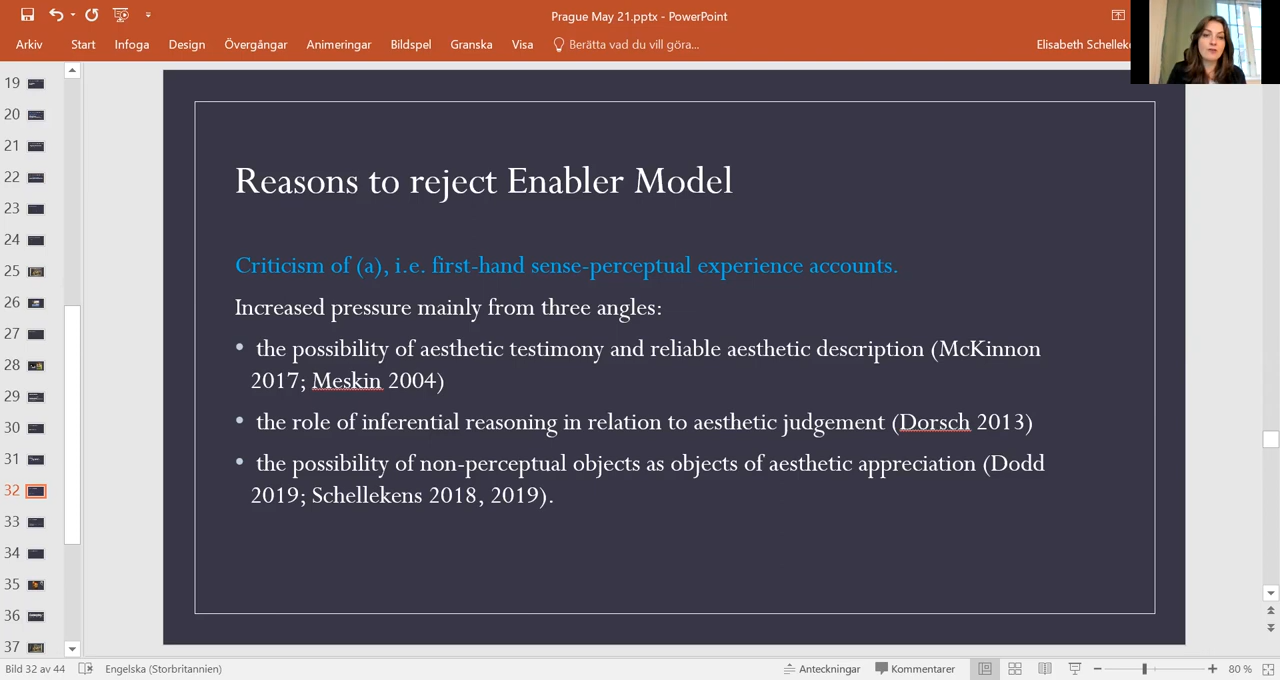 Prague May 21.pptx - PowerPoint
Arkiv Start Infoga Design Övergångar Animeringar Bildspel Granska Visa Berätta vad du vill göra... Elisabeth Schelleke
19
20
21
22
23
24
25
26
27
28
29
30
31
32
33
34
35
36
37
Reasons to reject Enabler Model
Criticism of (a), i.e. first-hand sense-perceptual experience accounts.
Increased pressure mainly from three angles:
• the possibility of aesthetic testimony and reliable aesthetic description (McKinnon
2017; Meskin 2004)
• the role of inferential reasoning in relation to aesthetic judgement (Dorsch 2013)
• the possibility of non-perceptual objects as objects of aesthetic appreciation (Dodd
2019; Schellekens 2018, 2019).
Bild 32 av 44 Engelska (Storbritannien) Anteckningar Kommentarer 80 %